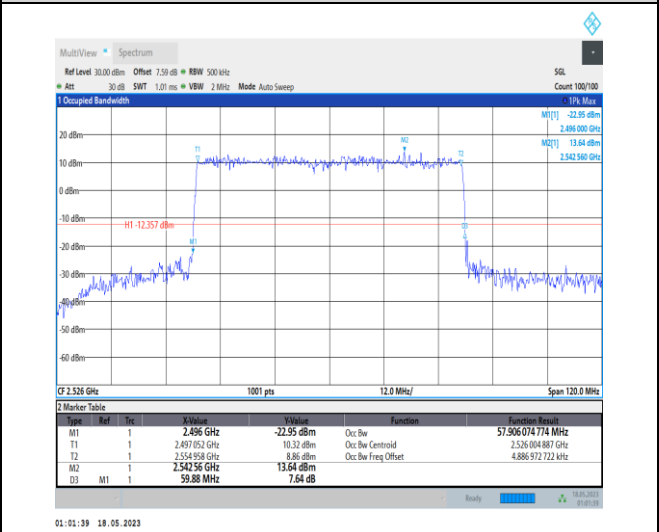 MultiView Spectrum
Ref Level 30.00 dBm Offset 7.59 dB RBW 500 kHz SGL
Att 30 dB SWT 1.01 ms VBW 2 MHz Mode Auto Sweep Count 100/100
1 Occupied Bandwidth 1Pk Max
M1[1] -22.95 dBm
2.496 000 GHz
M2[1] 13.64 dBm
2.542 560 GHz
20 dBm
T1
M2
T2
10 dBm
0 dBm
-10 dBm
H1 -12.357 dBm
D3
M1
-20 dBm
-30 dBm
-40 dBm
-50 dBm
-60 dBm
CF 2.526 GHz 1001 pts 12.0 MHz/ Span 120.0 MHz
2 Marker Table
Type Ref Trc X-Value Y-Value Function Function Result
M1 1 2.496 GHz -22.95 dBm Occ Bw 57.906 074 774 MHz
T1 1 2.497 052 GHz 10.32 dBm Occ Bw Centroid 2.526 004 887 GHz
T2 1 2.554 958 GHz 8.86 dBm Occ Bw Freq Offset 4.886 972 722 kHz
M2 1 2.542 56 GHz 13.64 dBm
D3 M1 1 59.88 MHz 7.64 dB
Ready 18.05.2023
01:01:39
01:01:39 18.05.2023